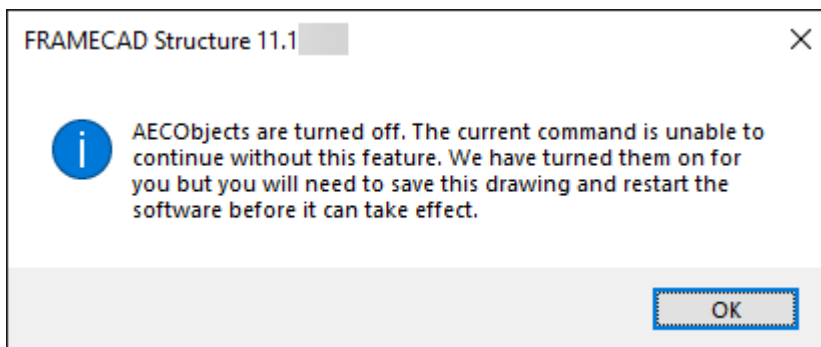 FRAMECAD Structure 11.1
AECObjects are turned off. The current command is unable to
continue without this feature. We have turned them on for
you but you will need to save this drawing and restart the
software before it can take effect.
OK